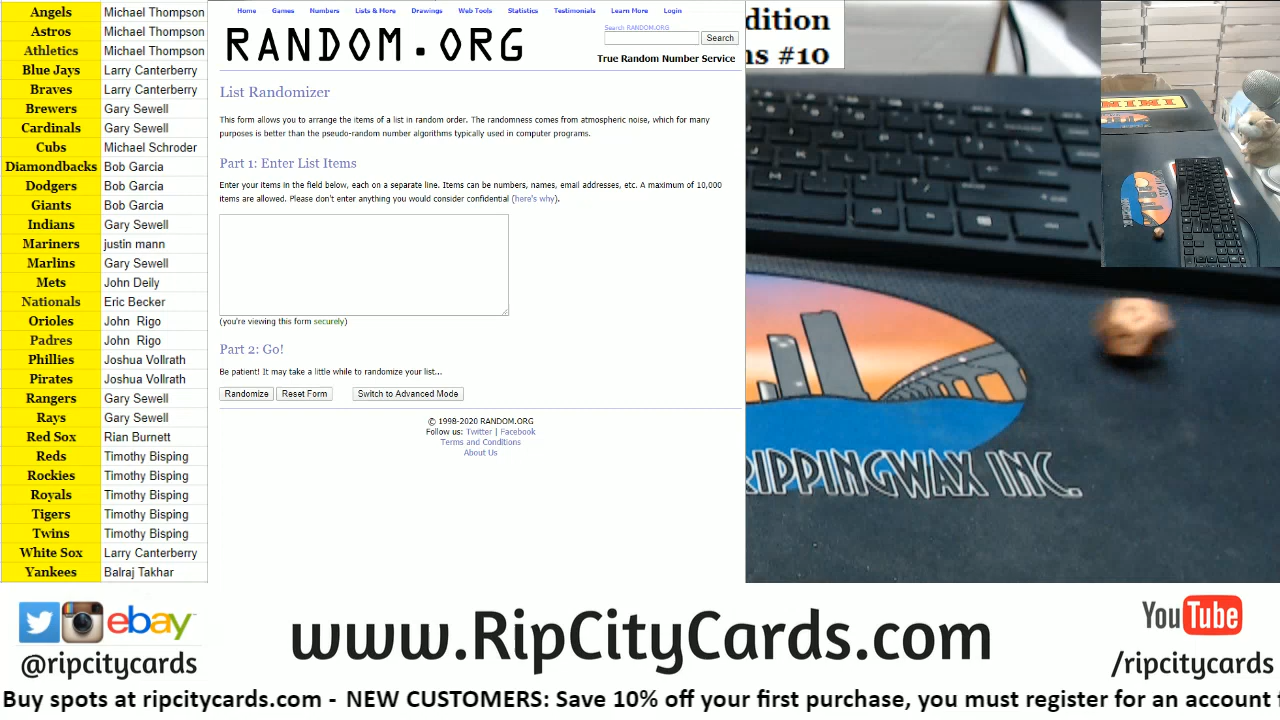 Angels Michael Thompson
Astros Michael Thompson
Athletics Michael Thompson
Blue Jays Larry Canterberry
Braves Larry Canterberry
Brewers Gary Sewell
Cardinals Gary Sewell
Cubs Michael Schroder
Diamondbacks Bob Garcia
Dodgers Bob Garcia
Giants Bob Garcia
Indians Gary Sewell
Mariners justin mann
Marlins Gary Sewell
Mets John Deily
Nationals Eric Becker
Orioles John Rigo
Padres John Rigo
Phillies Joshua Vollrath
Pirates Joshua Vollrath
Rangers Gary Sewell
Rays Gary Sewell
Red Sox Rian Burnett
Reds Timothy Bisping
Rockies Timothy Bisping
Royals Timothy Bisping
Tigers Timothy Bisping
Twins Timothy Bisping
White Sox Larry Canterberry
Yankees Balraj Takhar
Home Games Numbers Lists & More Drawings Web Tools Statistics Testimonials Learn More Login
RANDOM.ORG
Search RANDOM.ORG
Search
True Random Number Service
List Randomizer
This form allows you to arrange the items of a list in random order. The randomness comes from atmospheric noise, which for many
purposes is better than the pseudo-random number algorithms typically used in computer programs.
Part 1: Enter List Items
Enter your items in the field below, each on a separate line. Items can be numbers, names, email addresses, etc. A maximum of 10,000
items are allowed. Please don't enter anything you would consider confidential (here's why).
(you're viewing this form securely)
Part 2: Go!
Be patient! It may take a little while to randomize your list...
Randomize Reset Form Switch to Advanced Mode
© 1998-2020 RANDOM.ORG
Follow us: Twitter | Facebook
Terms and Conditions
About Us
dition
s #10
RIPPINGWAX INC.
ebay
@ripcitycards
www.RipCityCards.com
YouTube
/ripcitycards
Buy spots at ripcitycards.com - NEW CUSTOMERS: Save 10% off your first purchase, you must register for an account